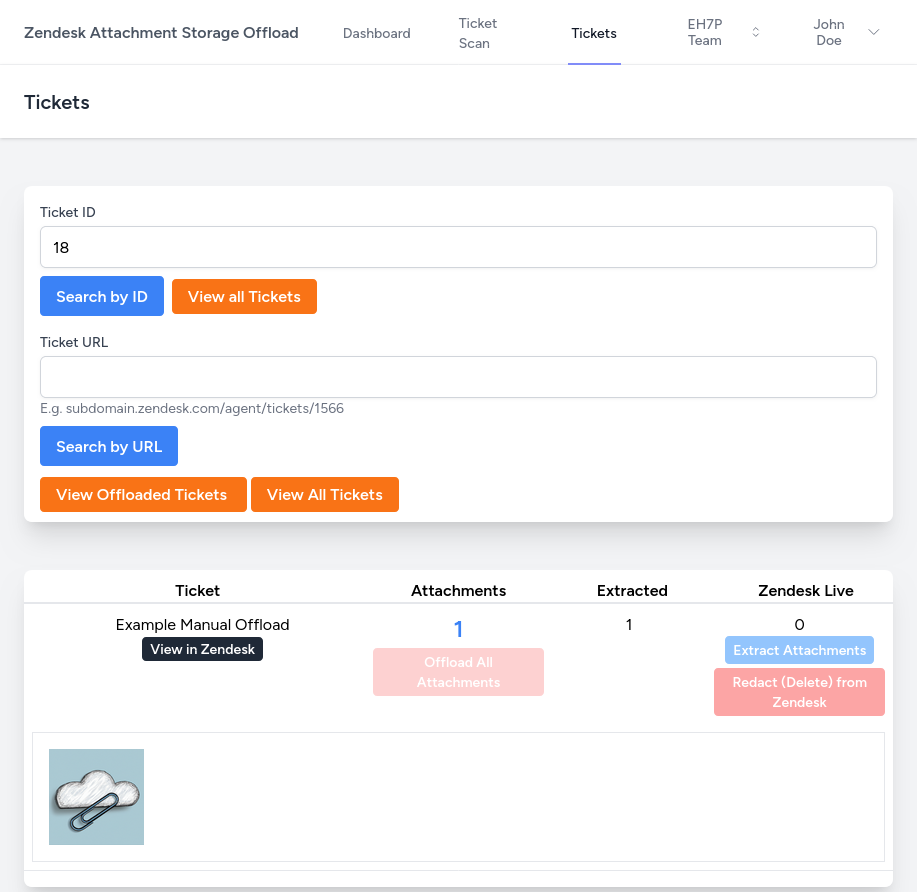 Zendesk Attachment Storage Offload
Dashboard
Ticket
Scan
Tickets
EH7P
Team
John
Doe
Tickets
Ticket ID
18
Search by ID
View all Tickets
Ticket URL
E.g. subdomain.zendesk.com/agent/tickets/1566
Search by URL
View Offloaded Tickets
View All Tickets
Ticket
Attachments
Extracted
Zendesk Live
Example Manual Offload
View in Zendesk
1
Offload All
Attachments
1
0
Extract Attachments
Redact (Delete) from
Zendesk